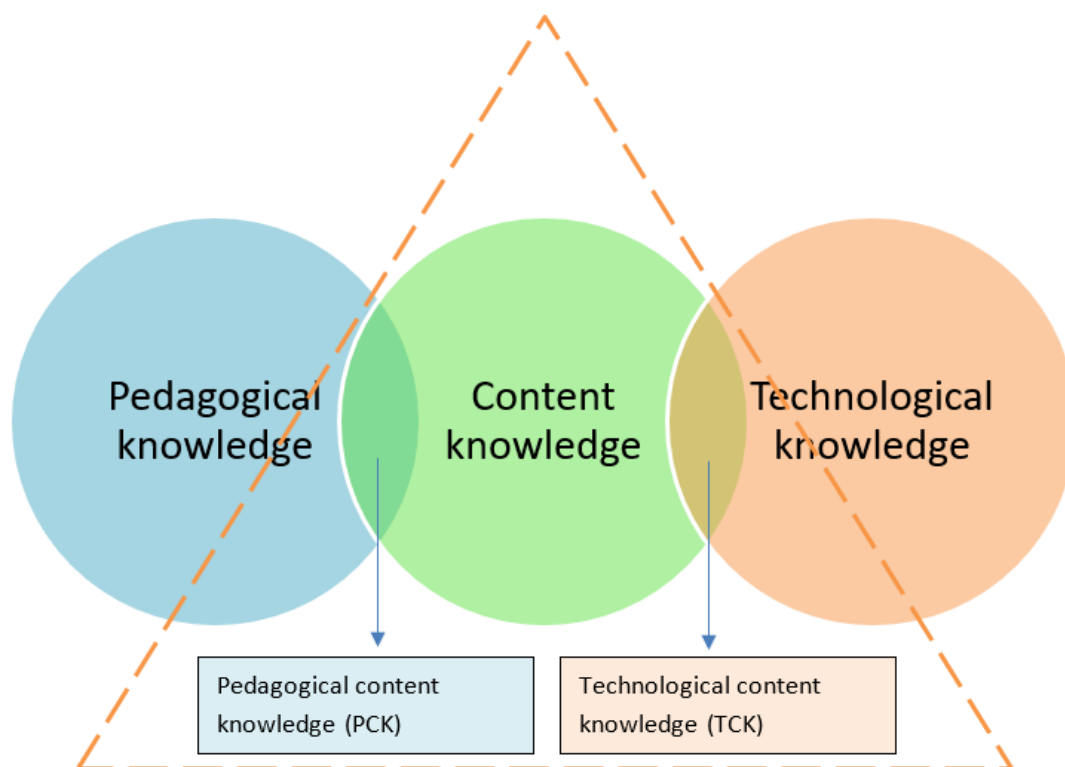 Pedagogical
knowledge
Content
knowledge
Technological
knowledge
Pedagogical content
knowledge (PCK)
Technological content
knowledge (TCK)